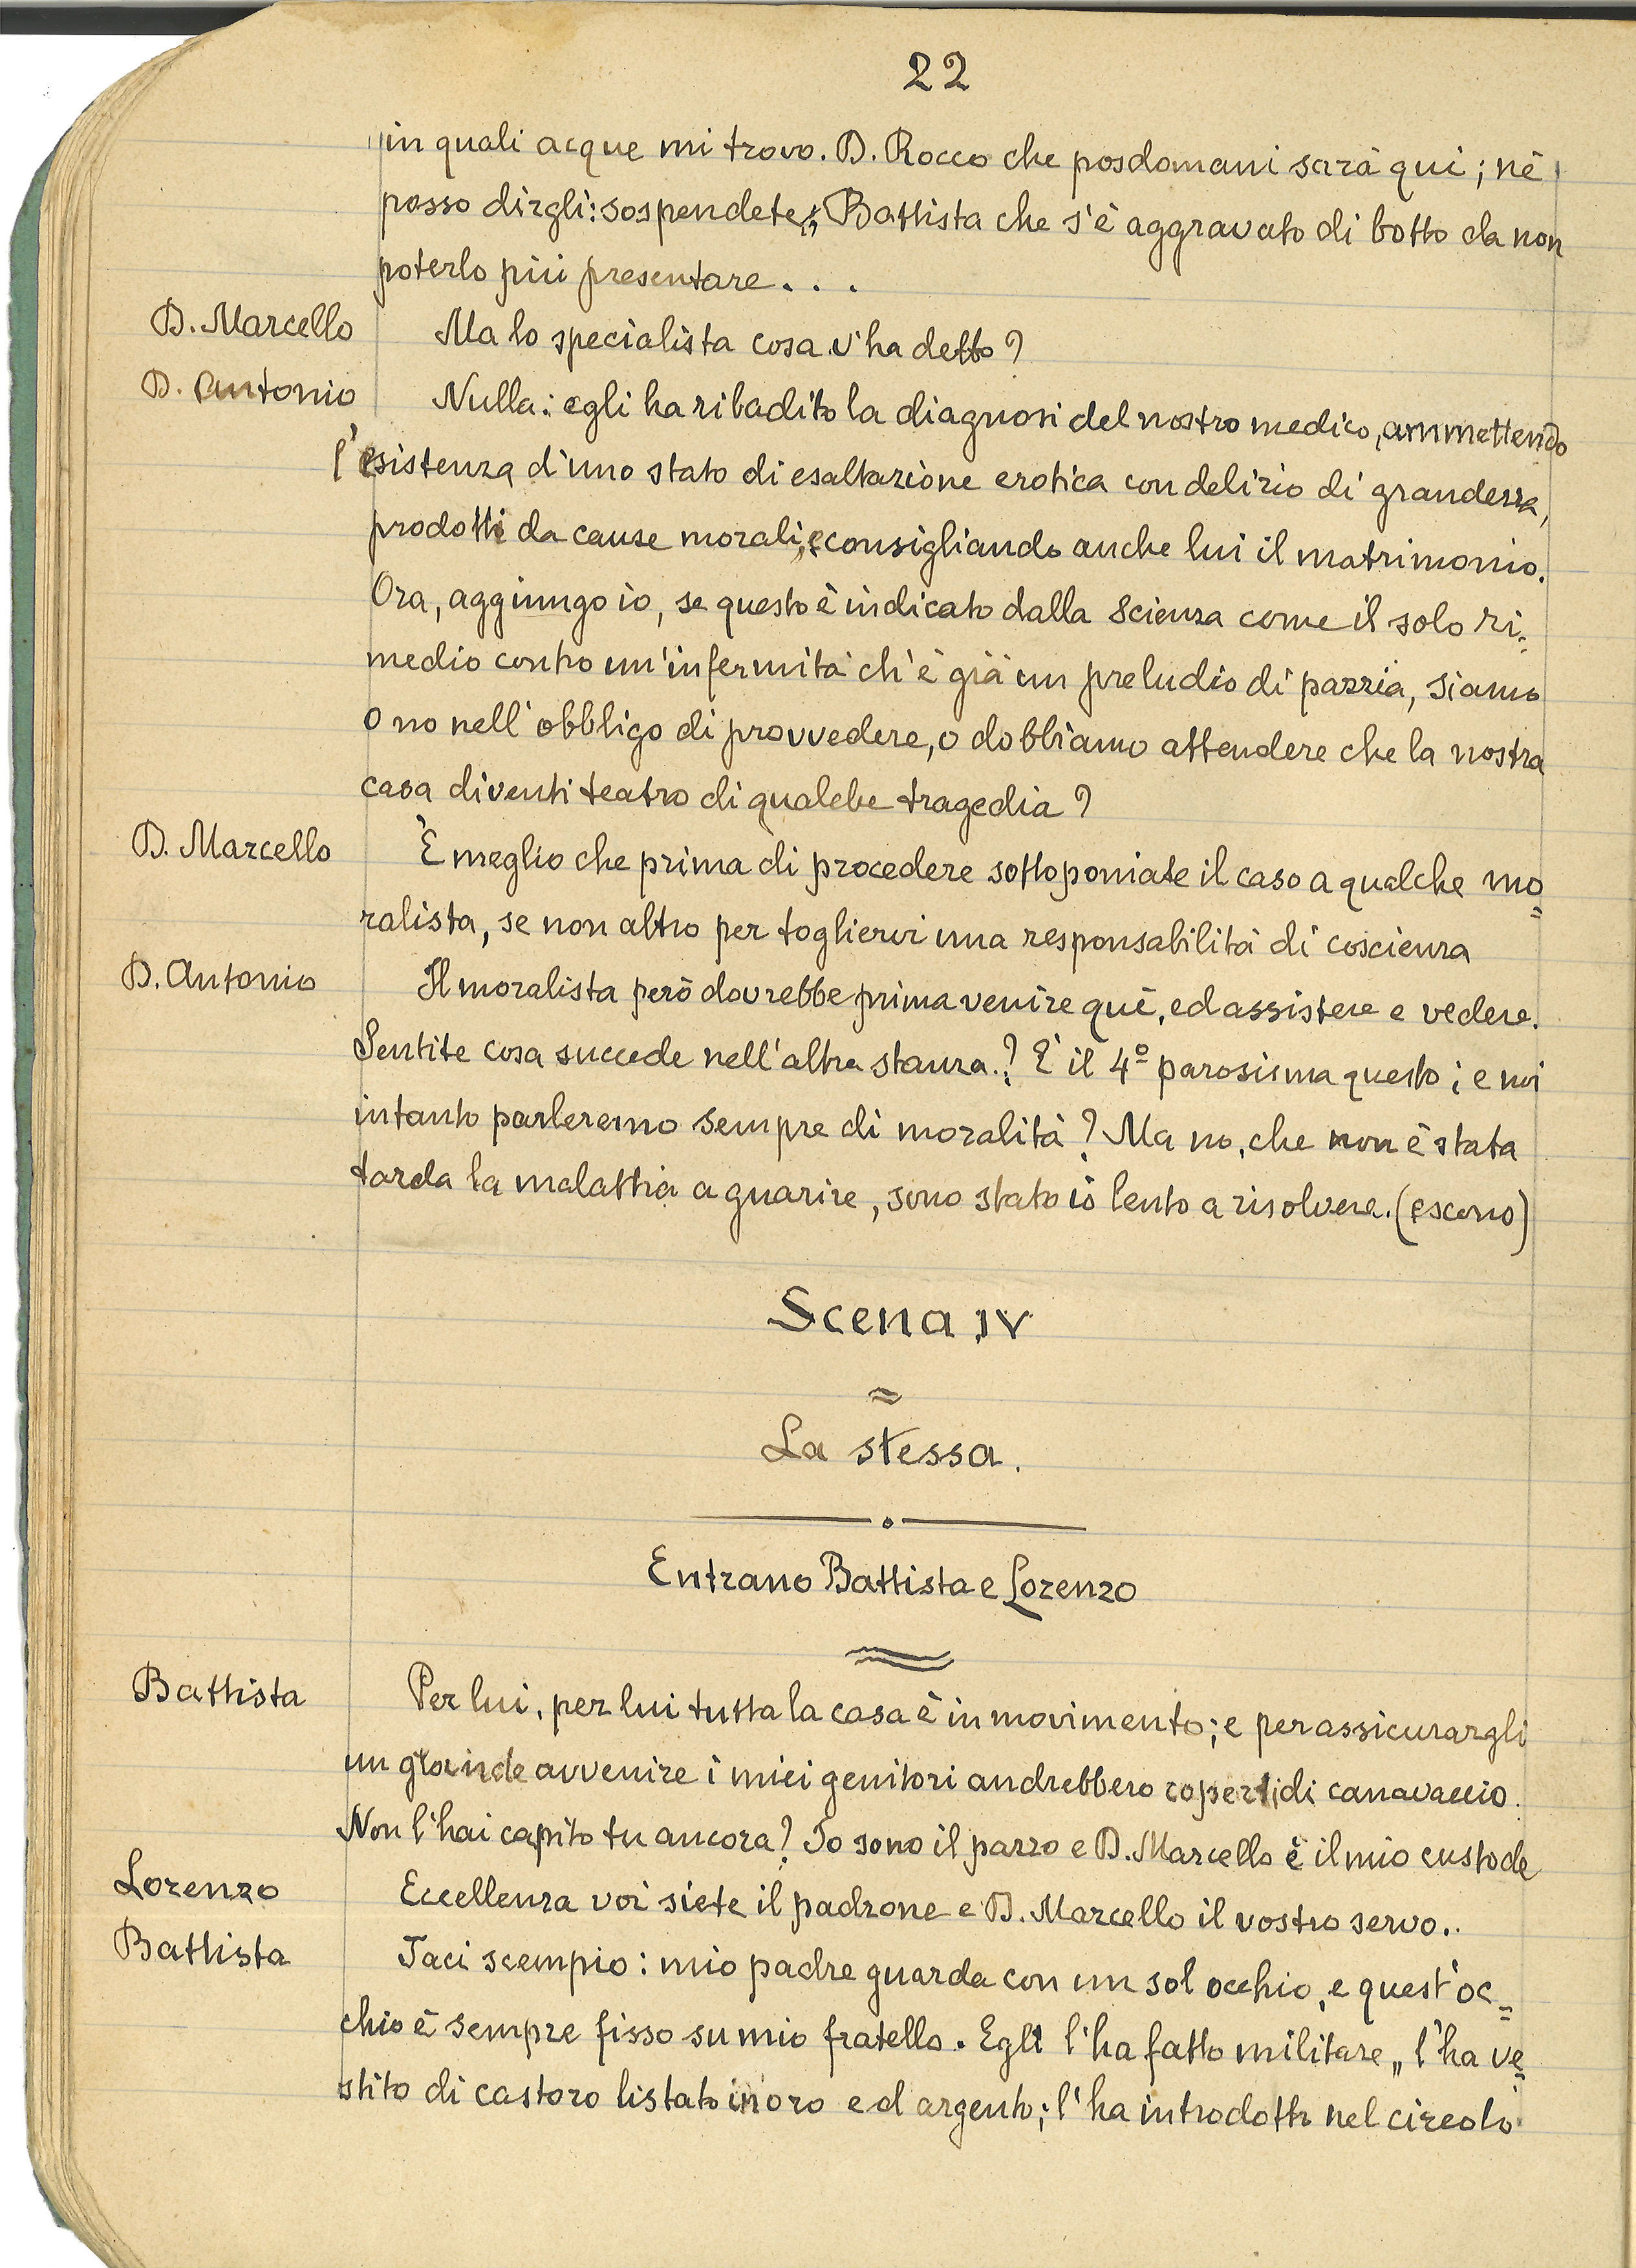 22
in quali acque mi trovo. D. Rocco che posdomani sarà qui; nè
posso dirgli: sospendete; Battista che s'è aggravato di botto da non
poterlo più presentare...
D. Marcello Ma lo specialista cosa v'ha detto?
D. Antonio Nulla: egli ha ribadito la diagnosi del nostro medico, ammettendo
l'esistenza d'uno stato di esaltazione erotica con delirio di grandezza,
prodotti da cause morali, e consigliando anche lui il matrimonio.
Ora, aggiungo io, se questo è indicato dalla Scienza come il solo ri=
medio contro un'infermità ch'è già un preludio di pazzia, siamo
o no nell'obbligo di provvedere, o dobbiamo attendere che la nostra
casa diventi teatro di qualche tragedia?
D. Marcello È meglio che prima di procedere sottoponiate il caso a qualche mo=
ralista, se non altro per togliervi una responsabilità di coscienza
D. Antonio Il moralista però dovrebbe prima venire quì, ed assistere e vedere.
Sentite cosa succede nell'altra stanza.? È il 4º parosisma questo; e noi
intanto parleremo sempre di moralità? Ma no, che non è stata
tarda la malattia a guarire, sono stato io lento a risolvere. (escono)
Scena IV
La stessa.
Entrano Battista e Lorenzo
Battista Per lui, per lui tutta la casa è in movimento; e per assicurargli
un grande avvenire i miei genitori andrebbero coperti di canavaccio.
Non l'hai capito tu ancora? Io sono il pazzo e D. Marcello è il mio custode
Lorenzo Eccellenza voi siete il padrone e D. Marcello il vostro servo..
Battista Taci scempio: mio padre guarda con un sol occhio, e quest'oc=
chio è sempre fisso su mio fratello. Egli l'ha fatto militare,, l'ha ve=
stito di castoro listato in oro ed argento; l'ha introdotto nel circolo